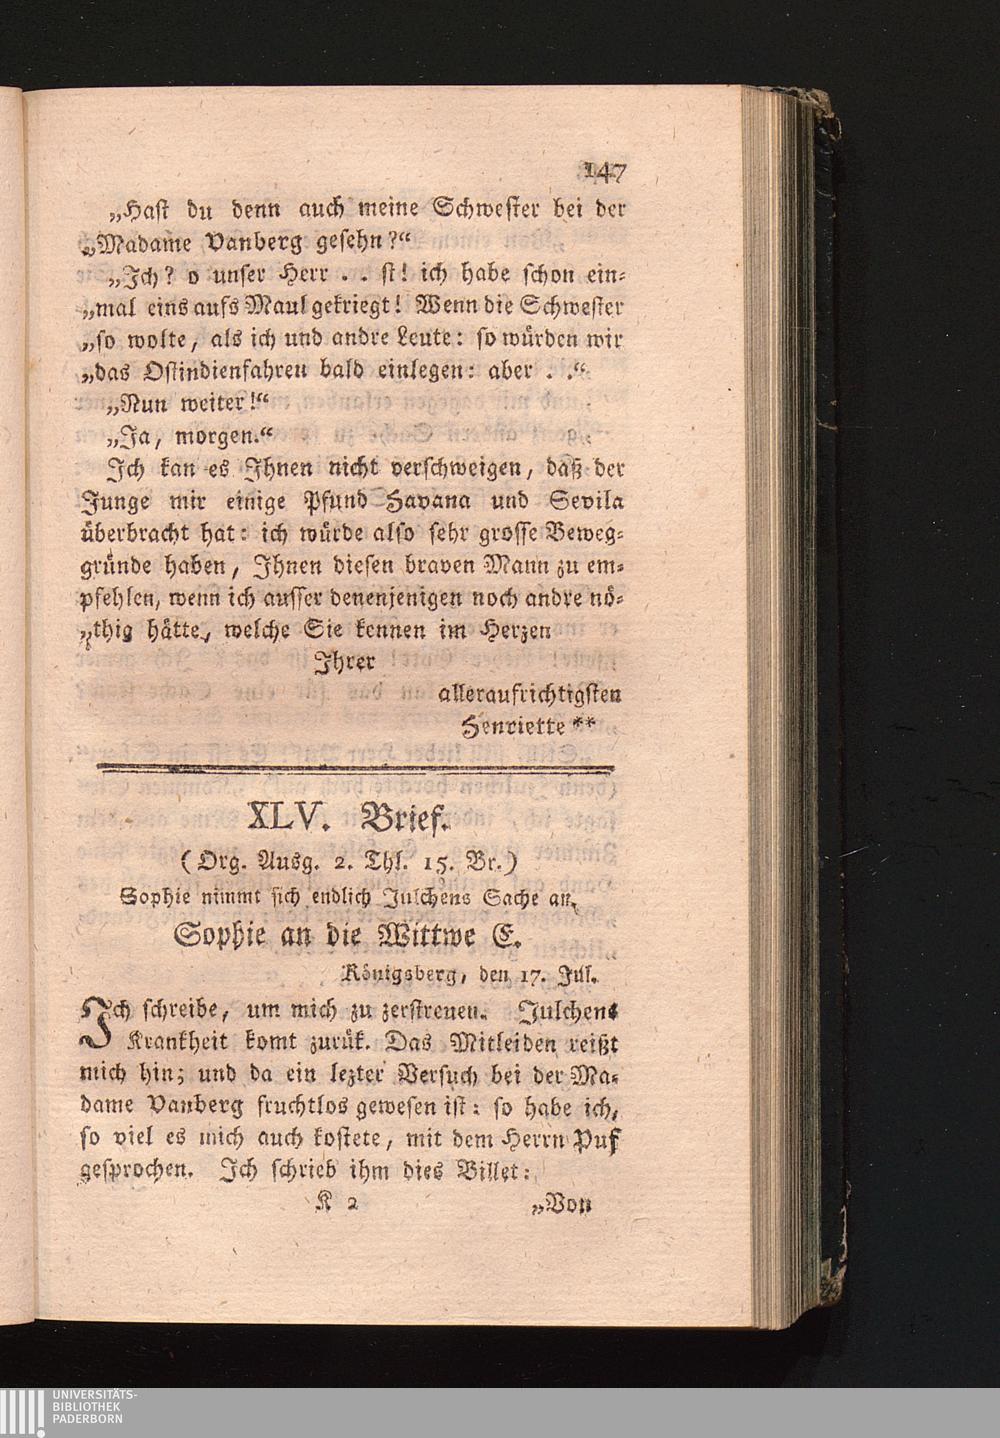 147
„Hast du denn auch meine Schwester bei der
„Madame Vanberg gesehn?“
„Ich? o unser Herr . . st! ich habe schon ein-
„mal eins aufs Maul gekriegt! Wenn die Schwester
„so wolte, als ich und andre Leute: so würden wir
„das Ostindienfahren bald einlegen: aber . .“
„Nun weiter!“
„Ja, morgen.“
Ich kan es Ihnen nicht verschweigen, daß der
Junge mir einige Pfund Havana und Sevila
überbracht hat: ich würde also sehr grosse Beweg-
gründe haben, Ihnen diesen braven Mann zu em-
pfehlen, wenn ich ausser denenjenigen noch andre nö-
„thig hätte, welche Sie kennen im Herzen
Ihrer
alleraufrichtigsten
Henriette **
XLV. Brief.
(Org. Ausg. 2. Thl. 15. Br.)
Sophie nimmt sich endlich Julchens Sache an.
Sophie an die Wittwe E.
Königsberg, den 17. Jul.
Ich schreibe, um mich zu zerstreuen. Julchens
Krankheit komt zurük. Das Mitleiden reißt
mich hin; und da ein lezter Versuch bei der Ma-
dame Vanberg fruchtlos gewesen ist: so habe ich,
so viel es mich auch kostete, mit dem Herrn Puf
gesprochen. Ich schrieb ihm dies Billet:
K 2 „Von
UNIVERSITÄTS-
BIBLIOTHEK
PADERBORN